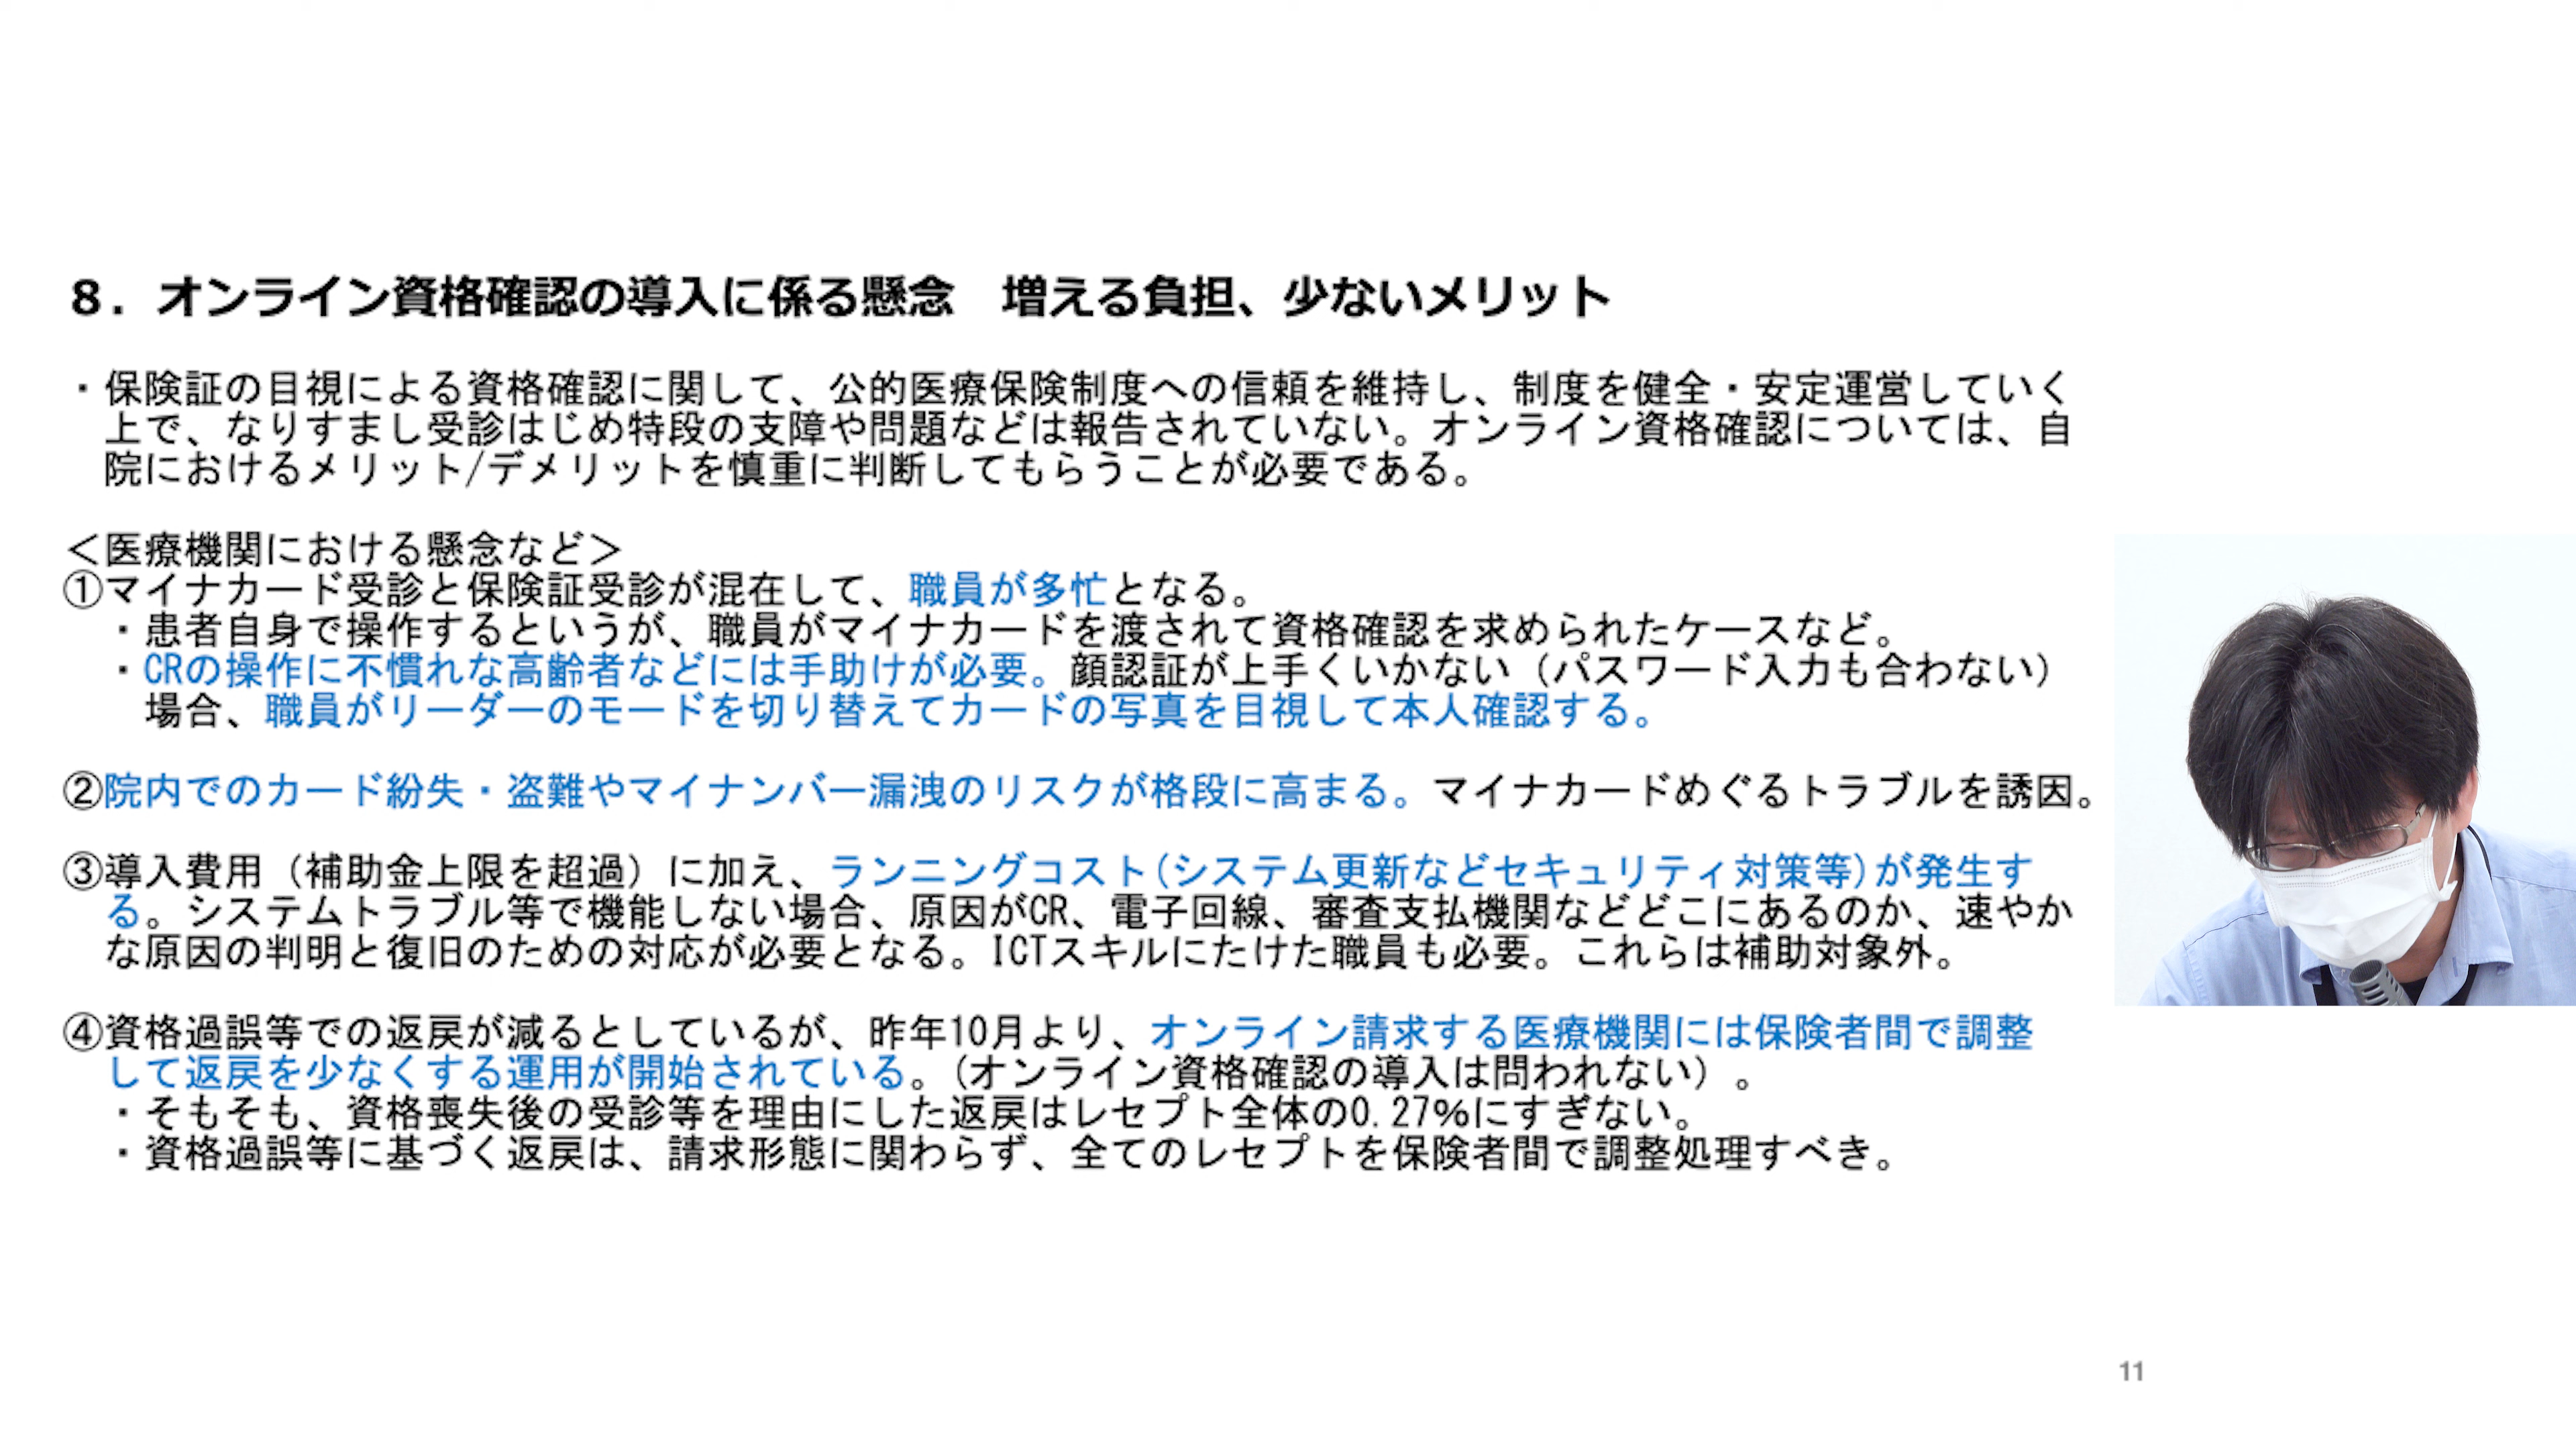 ８．オンライン資格確認の導入に係る懸念　増える負担、少ないメリット
・保険証の目視による資格確認に関して、公的医療保険制度への信頼を維持し、制度を健全・安定運営していく
上で、なりすまし受診はじめ特段の支障や問題などは報告されていない。オンライン資格確認については、自
院におけるメリット/デメリットを慎重に判断してもらうことが必要である。
＜医療機関における懸念など＞
①マイナカード受診と保険証受診が混在して、職員が多忙となる。
・患者自身で操作するというが、職員がマイナカードを渡されて資格確認を求められたケースなど。
・CRの操作に不慣れな高齢者などには手助けが必要。顔認証が上手くいかない（パスワード入力も合わない）
場合、職員がリーダーのモードを切り替えてカードの写真を目視して本人確認する。
②院内でのカード紛失・盗難やマイナンバー漏洩のリスクが格段に高まる。マイナカードめぐるトラブルを誘因。
③導入費用（補助金上限を超過）に加え、ランニングコスト(システム更新などセキュリティ対策等)が発生す
る。システムトラブル等で機能しない場合、原因がCR、電子回線、審査支払機関などどこにあるのか、速やか
な原因の判明と復旧のための対応が必要となる。ICTスキルにたけた職員も必要。これらは補助対象外。
④資格過誤等での返戻が減るとしているが、昨年10月より、オンライン請求する医療機関には保険者間で調整
して返戻を少なくする運用が開始されている。(オンライン資格確認の導入は問われない）。
・そもそも、資格喪失後の受診等を理由にした返戻はレセプト全体の0.27％にすぎない。
・資格過誤等に基づく返戻は、請求形態に関わらず、全てのレセプトを保険者間で調整処理すべき。
11